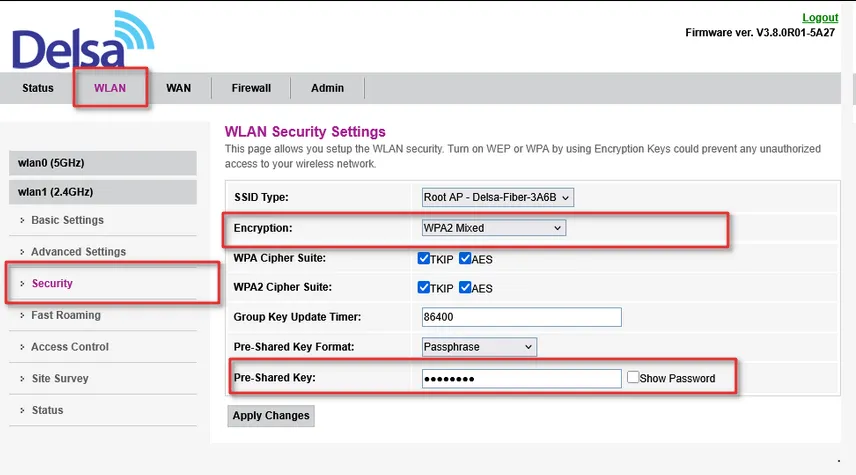 Delsa
Logout
Firmware ver. V3.8.0R01-5A27
Status WLAN WAN Firewall Admin
wlan0 (5GHz)
wlan1 (2.4GHz)
Basic Settings
Advanced Settings
Security
Fast Roaming
Access Control
Site Survey
Status
WLAN Security Settings
This page allows you setup the WLAN security. Turn on WEP or WPA by using Encryption Keys could prevent any unauthorized
access to your wireless network.
SSID Type: Root AP - Delsa-Fiber-3A6B
Encryption: WPA2 Mixed
WPA Cipher Suite: TKIP AES
WPA2 Cipher Suite: TKIP AES
Group Key Update Timer: 86400
Pre-Shared Key Format: Passphrase
Pre-Shared Key: ●●●●●●●● Show Password
Apply Changes